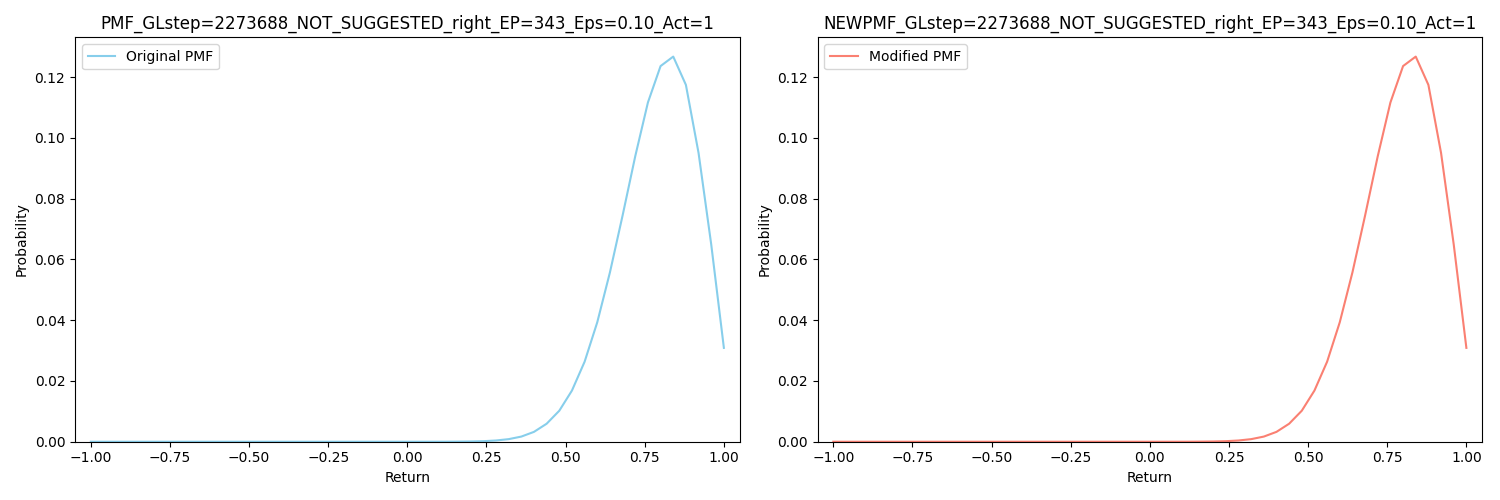 PMF_GLstep=2273688_NOT_SUGGESTED_right_EP=343_Eps=0.10_Act=1
Original PMF
0.12
0.10
0.08
0.06
0.04
0.02
0.00
Probability
−1.00 −0.75 −0.50 −0.25 0.00 0.25 0.50 0.75 1.00
Return
NEWPMF_GLstep=2273688_NOT_SUGGESTED_right_EP=343_Eps=0.10_Act=1
Modified PMF
0.12
0.10
0.08
0.06
0.04
0.02
0.00
Probability
−1.00 −0.75 −0.50 −0.25 0.00 0.25 0.50 0.75 1.00
Return